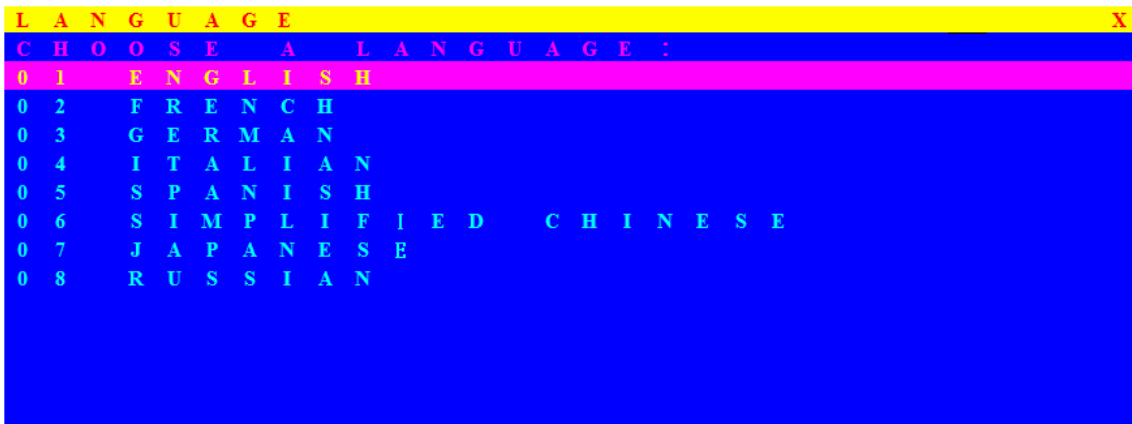 LANGUAGE X
CHOOSE A LANGUAGE:
01 ENGLISH
02 FRENCH
03 GERMAN
04 ITALIAN
05 SPANISH
06 SIMPLIFIED CHINESE
07 JAPANESE
08 RUSSIAN